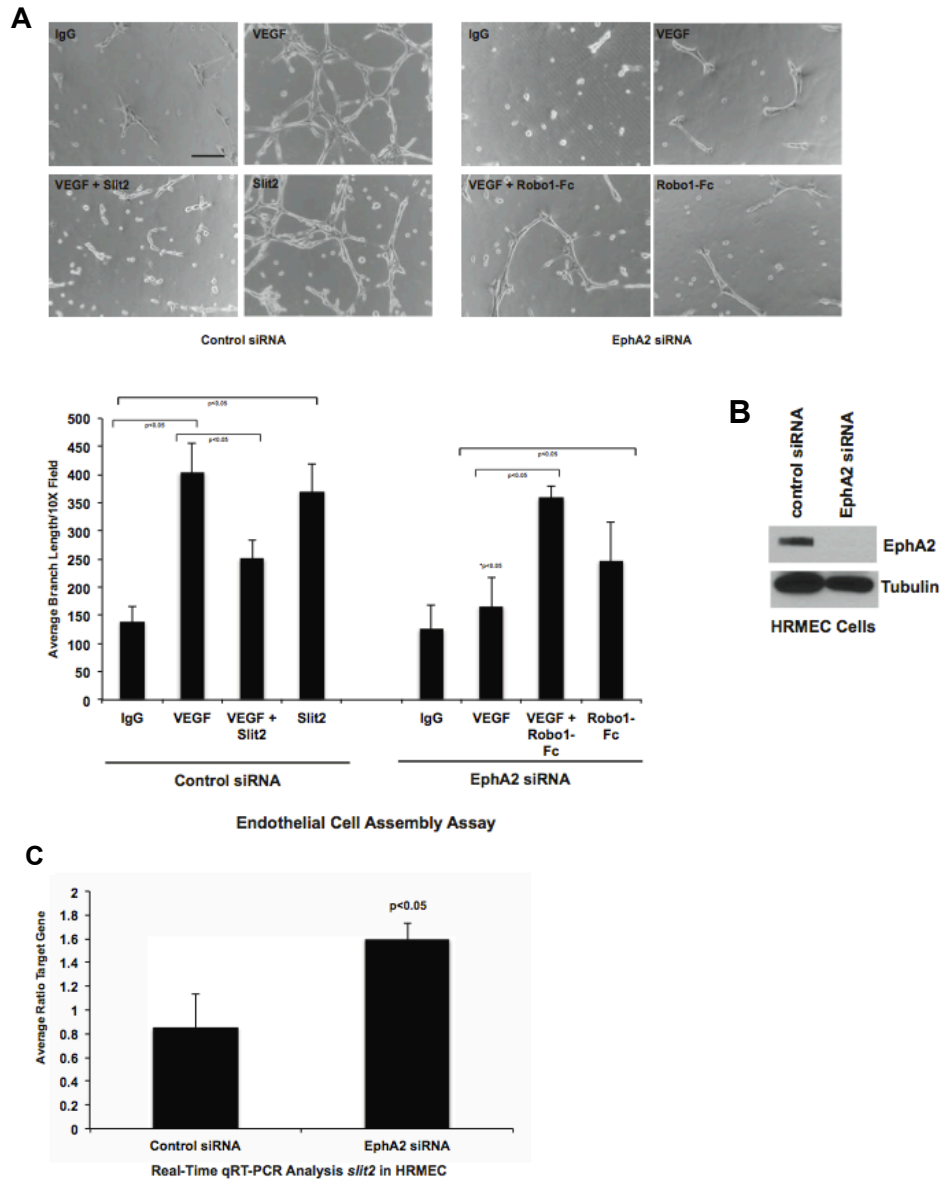 A
IgG
VEGF
IgG
VEGF
VEGF + Slit2
Slit2
VEGF + Robo1-Fc
Robo1-Fc
Control siRNA
EphA2 siRNA
Average Branch Length/10X Field
500
450
400
350
300
250
200
150
100
50
0
p<0.05
p<0.05
p<0.05
p<0.05
p<0.05
*p<0.05
IgG
VEGF
VEGF +
Slit2
Slit2
IgG
VEGF
VEGF +
Robo1-
Fc
Robo1-
Fc
Control siRNA
EphA2 siRNA
Endothelial Cell Assembly Assay
B
control siRNA
EphA2 siRNA
EphA2
Tubulin
HRMEC Cells
C
Average Ratio Target Gene
2
1.8
1.6
1.4
1.2
1
0.8
0.6
0.4
0.2
0
p<0.05
Control siRNA
EphA2 siRNA
Real-Time qRT-PCR Analysis slit2 in HRMEC